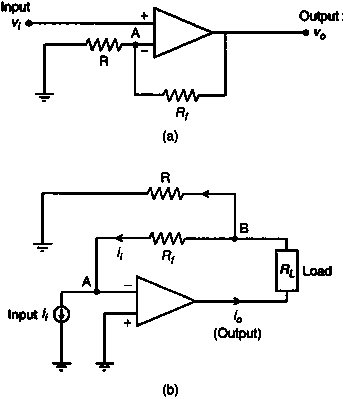 Input
v_i
+
A
−
R
R_f
Output :
v_o
(a)
R
i_i
R_f
B
A
−
+
Input i_i
i_o
(Output)
R_L
Load
(b)